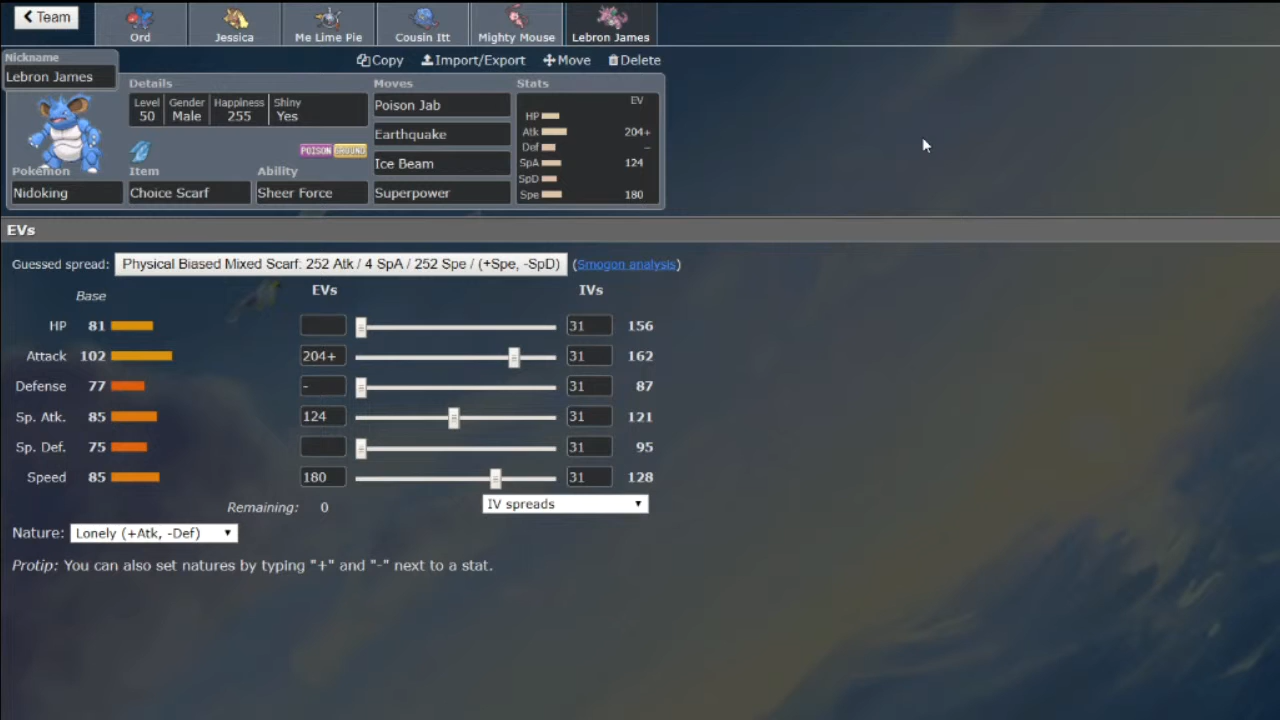 Team
Ord
Jessica
Me Lime Pie
Cousin Itt
Mighty Mouse
Lebron James
Copy Import/Export Move Delete
Nickname
Lebron James
Details
Level Gender Happiness Shiny
50 Male 255 Yes
POISON GROUND
Pokémon Item Ability
Nidoking Choice Scarf Sheer Force
Moves
Poison Jab
Earthquake
Ice Beam
Superpower
Stats
EV
HP
Atk 204+
Def –
SpA 124
SpD
Spe 180
EVs
Guessed spread: Physical Biased Mixed Scarf: 252 Atk / 4 SpA / 252 Spe / (+Spe, -SpD) (Smogon analysis)
Base EVs IVs
HP 81 31 156
Attack 102 204+ 31 162
Defense 77 - 31 87
Sp. Atk. 85 124 31 121
Sp. Def. 75 31 95
Speed 85 180 31 128
Remaining: 0 IV spreads
Nature: Lonely (+Atk, -Def)
Protip: You can also set natures by typing "+" and "-" next to a stat.